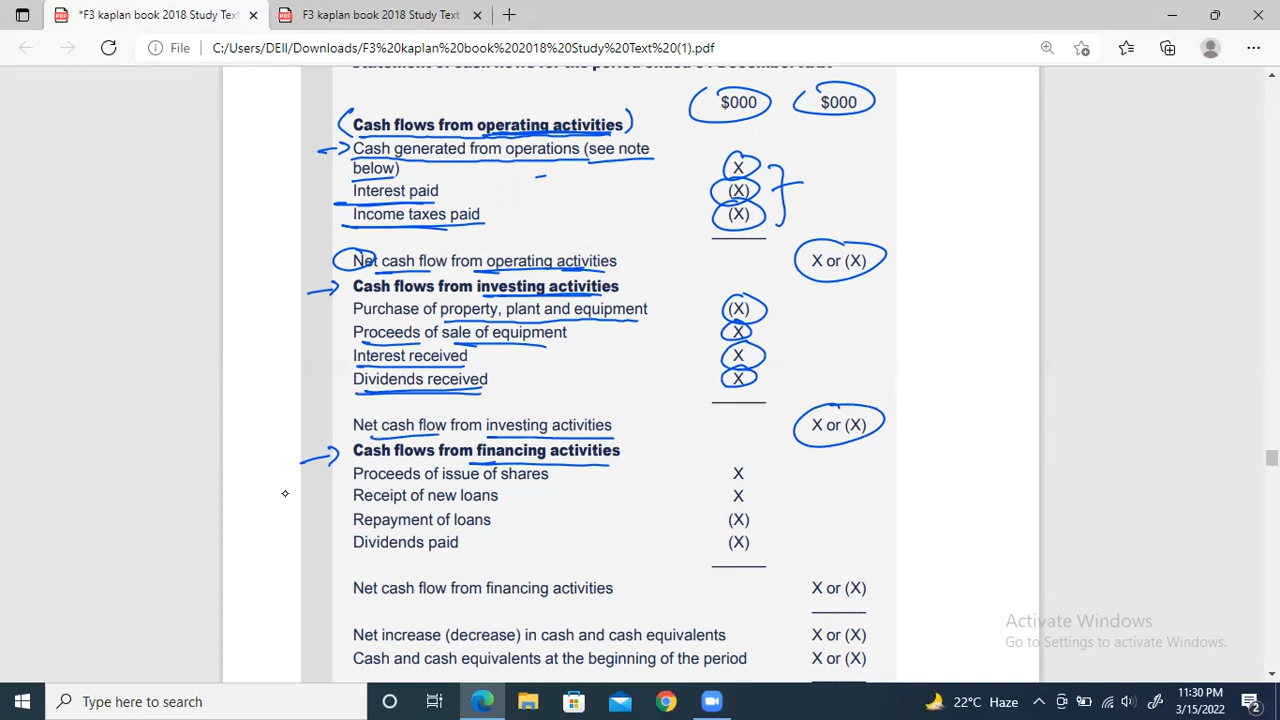 *F3 kaplan book 2018 Study Text
F3 kaplan book 2018 Study Text
File
C:/Users/DEll/Downloads/F3%20kaplan%20book%202018%20Study%20Text%20(1).pdf
$000 $000
Cash flows from operating activities
Cash generated from operations (see note
below) X
Interest paid (X)
Income taxes paid (X)
Net cash flow from operating activities X or (X)
Cash flows from investing activities
Purchase of property, plant and equipment (X)
Proceeds of sale of equipment X
Interest received X
Dividends received X
Net cash flow from investing activities X or (X)
Cash flows from financing activities
Proceeds of issue of shares X
Receipt of new loans X
Repayment of loans (X)
Dividends paid (X)
Net cash flow from financing activities X or (X)
Net increase (decrease) in cash and cash equivalents X or (X)
Cash and cash equivalents at the beginning of the period X or (X)
Activate Windows
Go to Settings to activate Windows.
Type here to search
22°C Haze
11:30 PM
3/15/2022
2